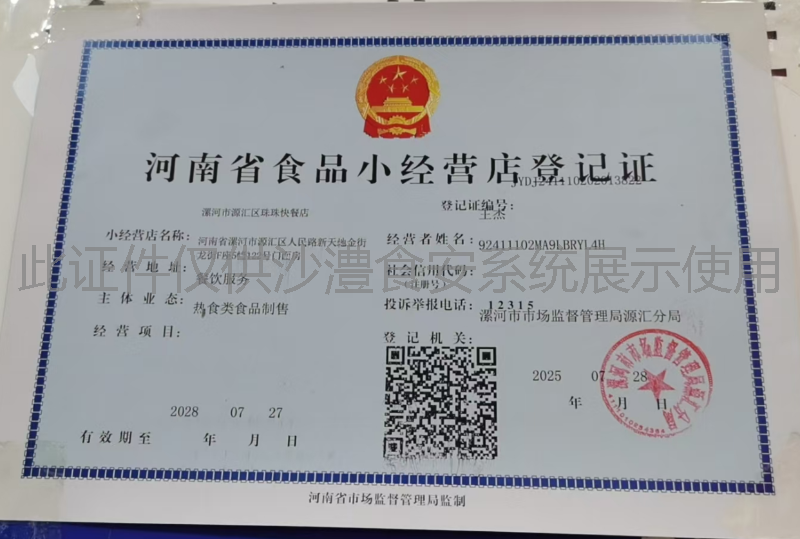 河南省食品小经营店登记证
JYDJ24111020201
登记证编号:
漯河市源汇区珠珠快餐店
王杰
小经营店名称:
经营者姓名:
河南省漯河市源汇区人民路新天地金街
92411102MA9LBRYL4H
经营地址:
社会信用代码:
(注册号)
餐饮服务
主体业态:
投诉举报电话: 12315
热食类食品制售
漯河市市场监督管理局源汇分局
经营项目:
登记机关:
此证件仅供沙澧食安系统展示使用
2025 07 28
年 月 日
2028 07 27
有效期至 年 月 日
河南省市场监督管理局监制